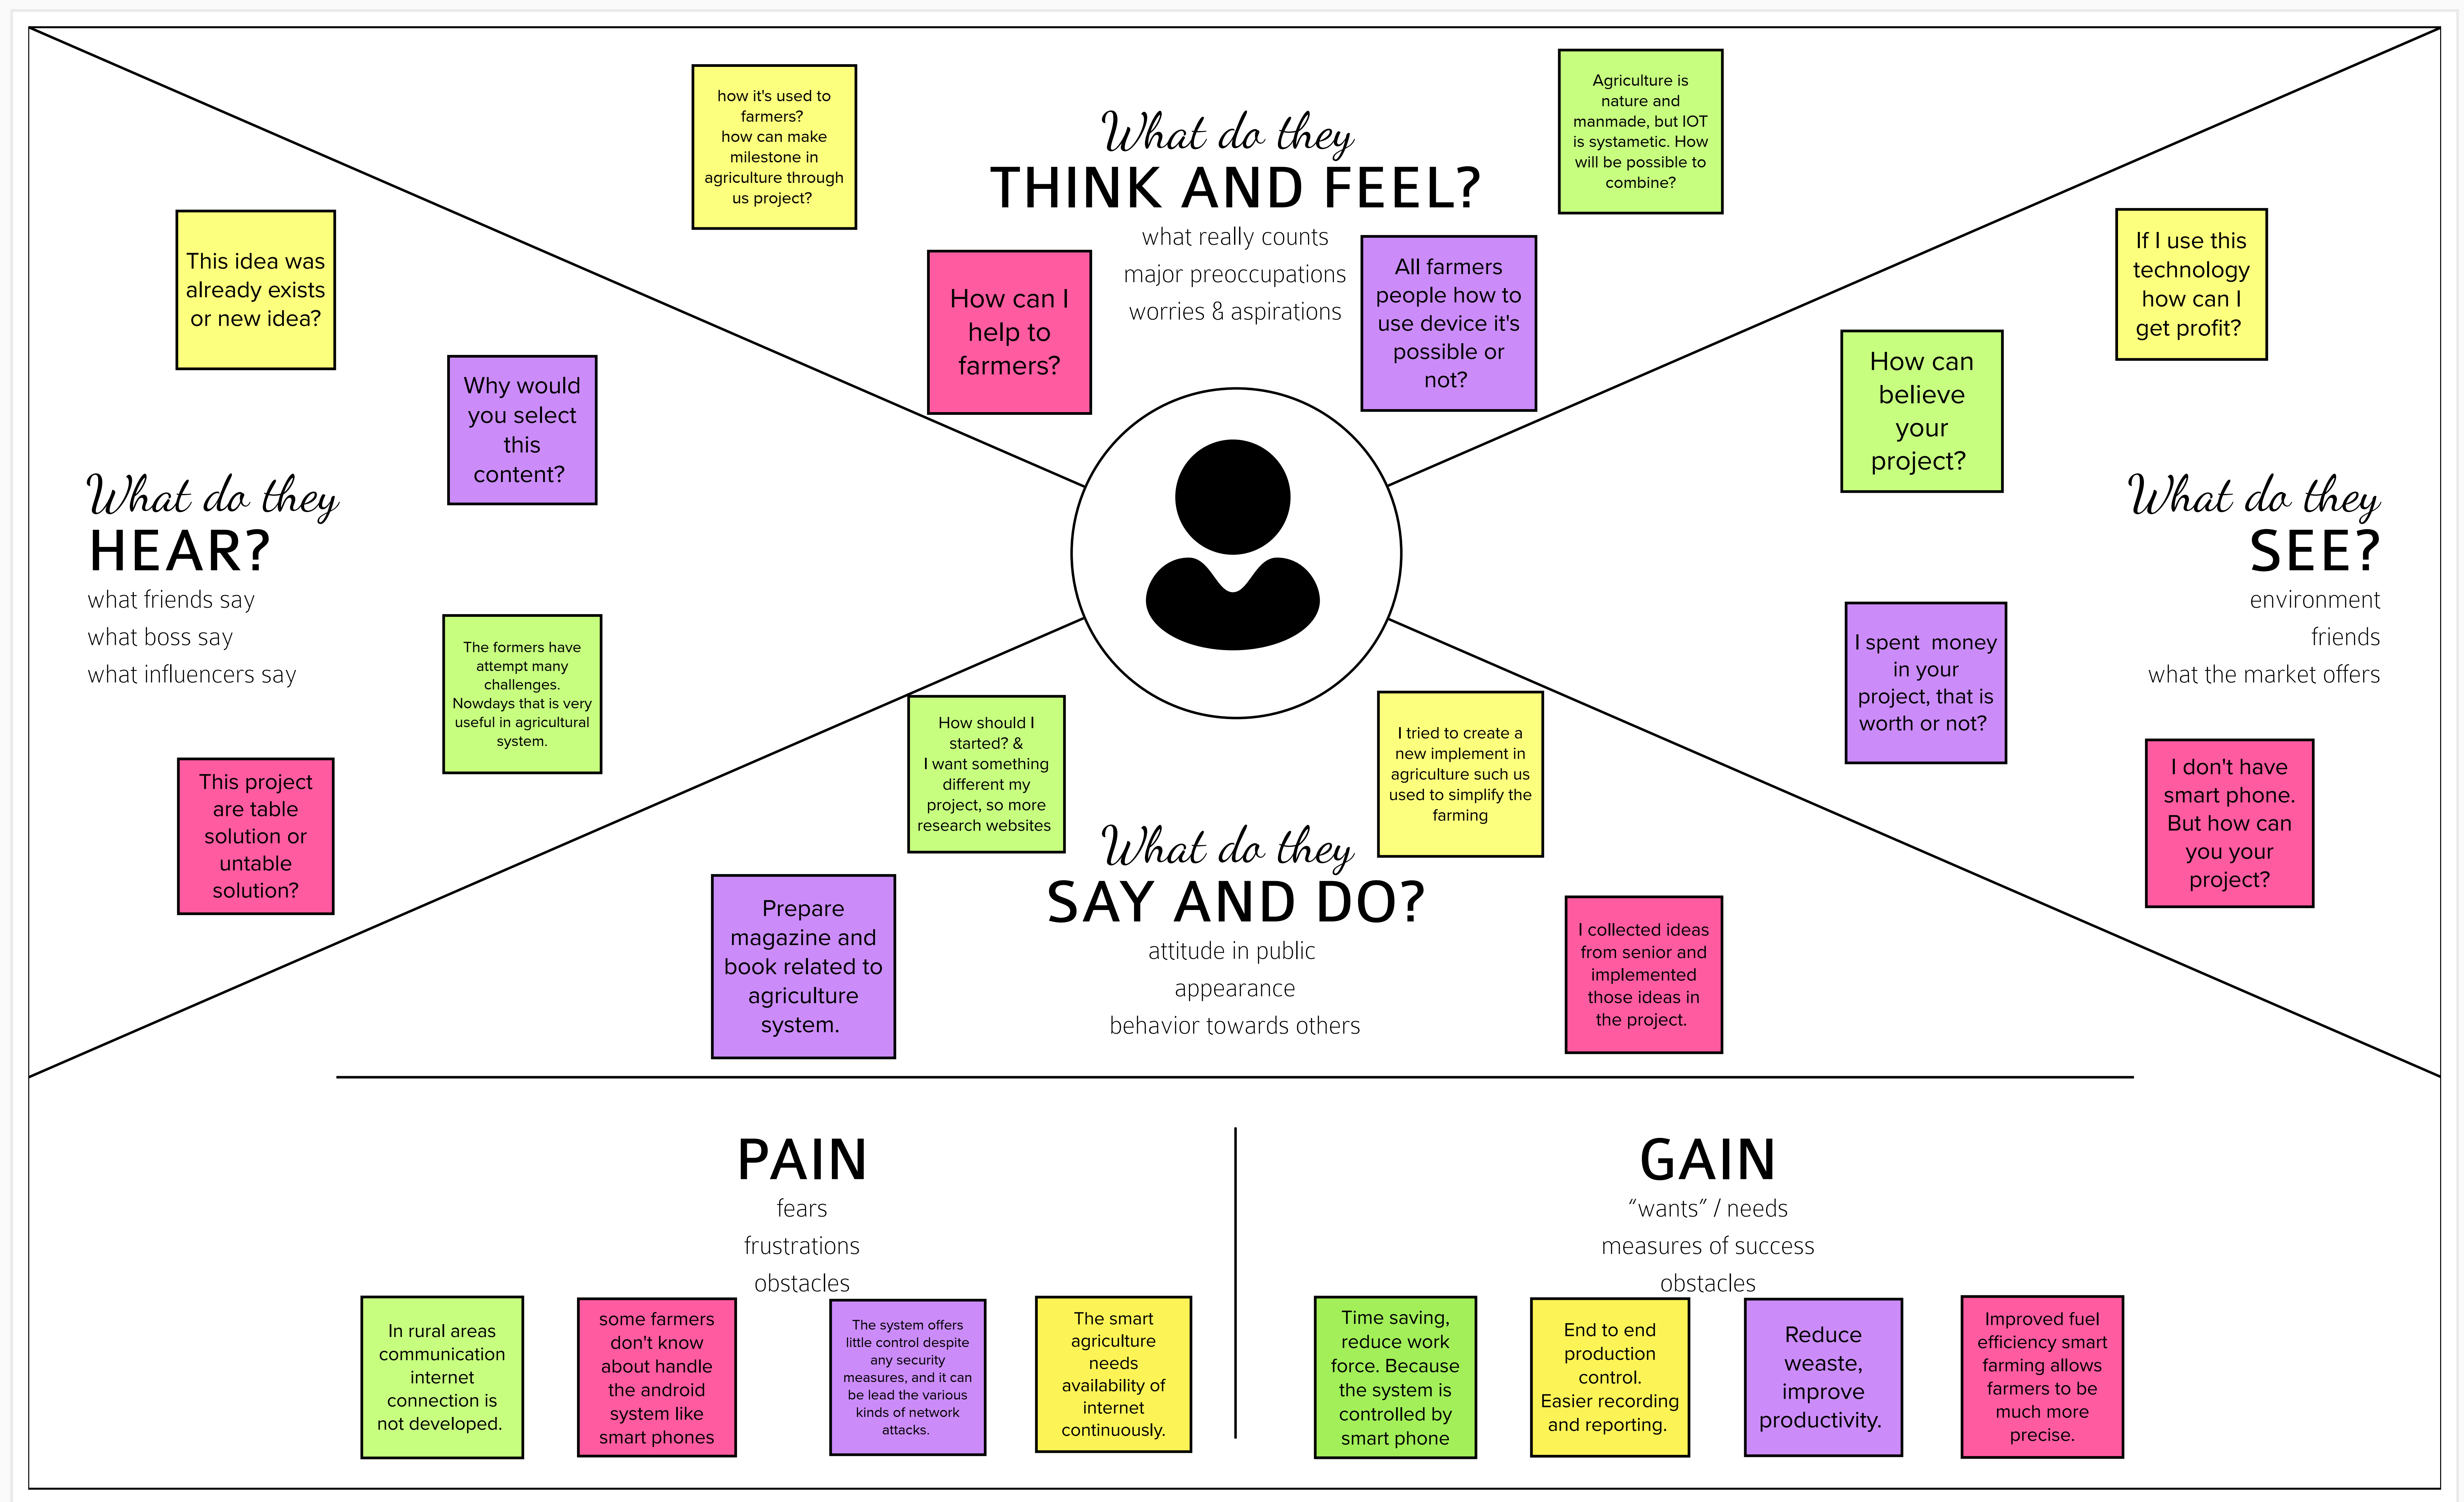 What do they
THINK AND FEEL?
what really counts
major preoccupations
worries & aspirations
how it's used to
farmers?
how can make
milestone in
agriculture through
us project?
How can I
help to
farmers?
All farmers
people how to
use device it's
possible or
not?
Agriculture is
nature and
manmade, but IOT
is systametic. How
will be possible to
combine?
What do they
HEAR?
what friends say
what boss say
what influencers say
This idea was
already exists
or new idea?
Why would
you select
this
content?
The formers have
attempt many
challenges.
Nowdays that is very
useful in agricultural
system.
This project
are table
solution or
untable
solution?
What do they
SEE?
environment
friends
what the market offers
If I use this
technology
how can I
get profit?
How can
believe
your
project?
I spent  money
in your
project, that is
worth or not?
I don't have
smart phone.
But how can
you your
project?
What do they
SAY AND DO?
attitude in public
appearance
behavior towards others
How should I
started? &
I want something
different my
project, so more
research websites
I tried to create a
new implement in
agriculture such us
used to simplify the
farming
Prepare
magazine and
book related to
agriculture
system.
I collected ideas
from senior and
implemented
those ideas in
the project.
PAIN
fears
frustrations
obstacles
In rural areas
communication
internet
connection is
not developed.
some farmers
don't know
about handle
the android
system like
smart phones
The system offers
little control despite
any security
measures, and it can
be lead the various
kinds of network
attacks.
The smart
agriculture
needs
availability of
internet
continuously.
GAIN
“wants” / needs
measures of success
obstacles
Time saving,
reduce work
force. Because
the system is
controlled by
smart phone
End to end
production
control.
Easier recording
and reporting.
Reduce
weaste,
improve
productivity.
Improved fuel
efficiency smart
farming allows
farmers to be
much more
precise.